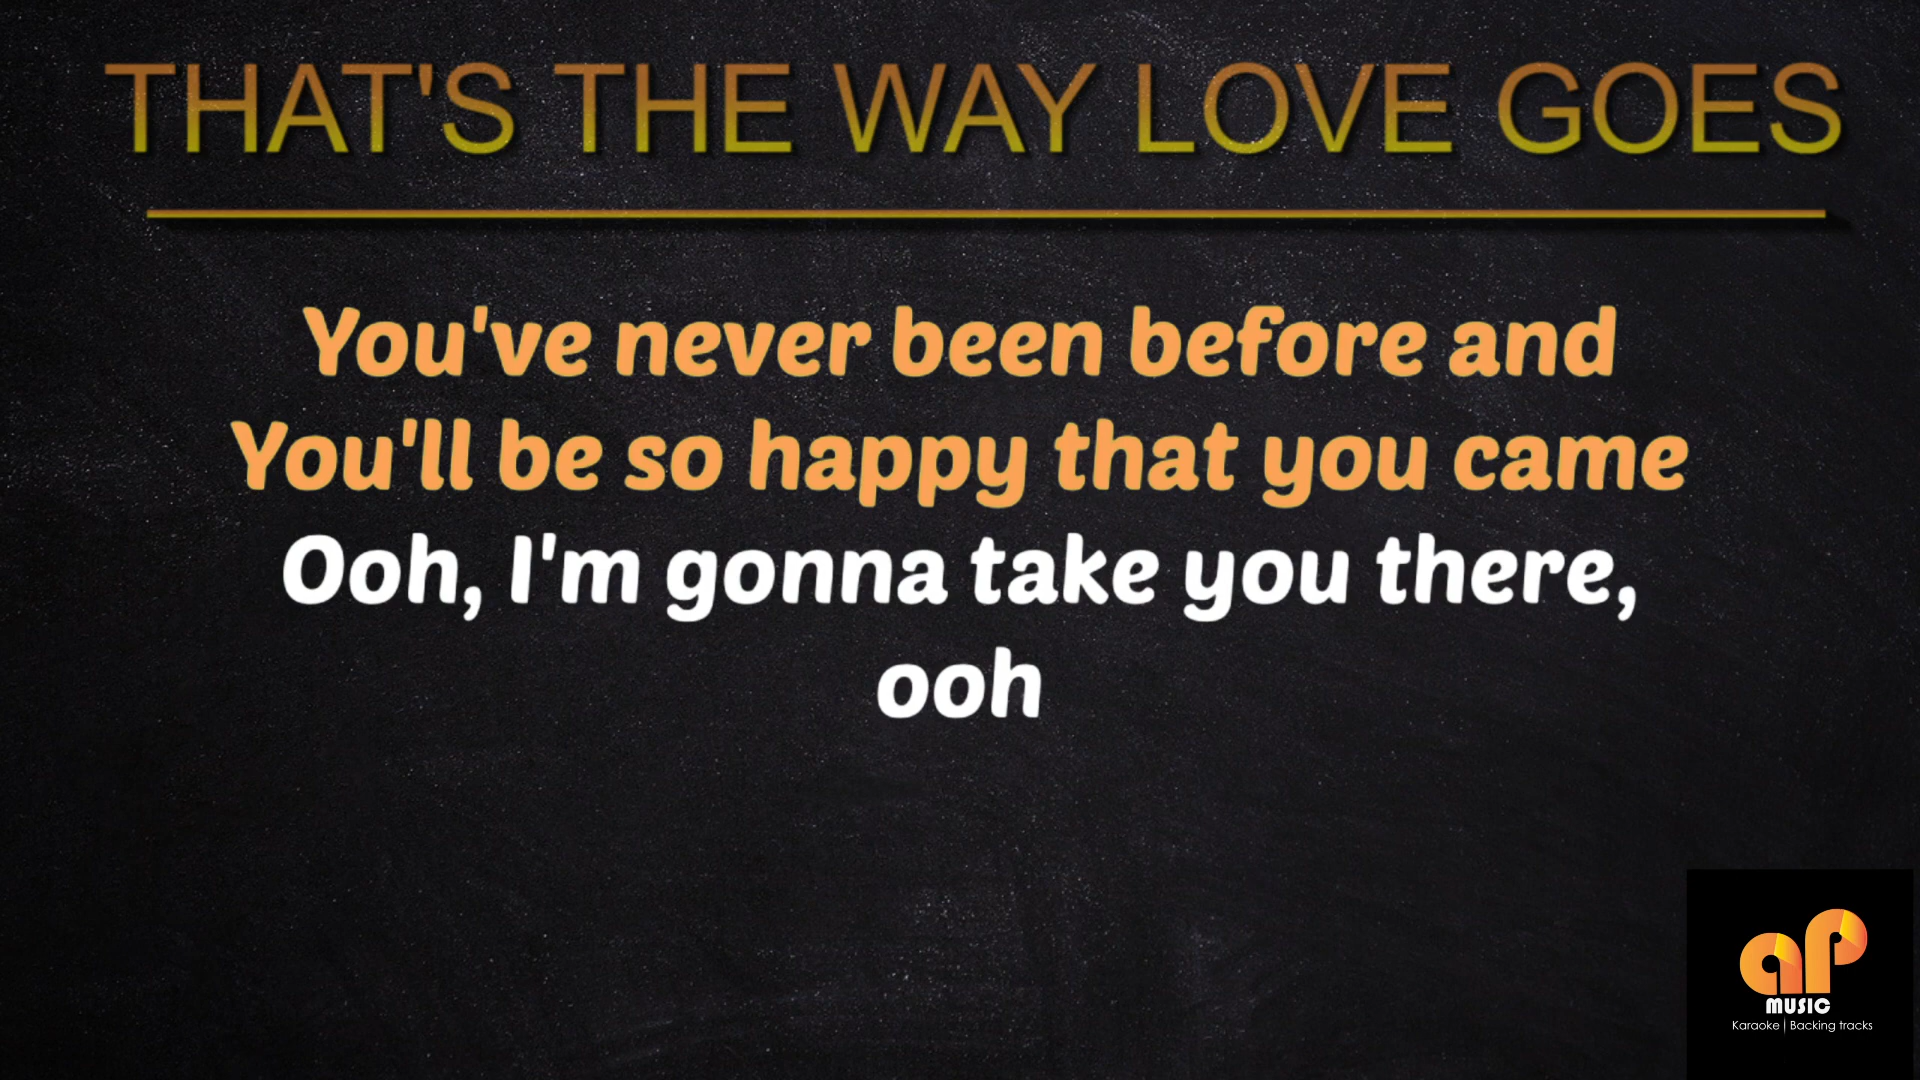 THAT'S THE WAY LOVE GOES
You've never been before and
You'll be so happy that you came
Ooh, I'm gonna take you there,
ooh
ap
MUSIC
Karaoke | Backing tracks